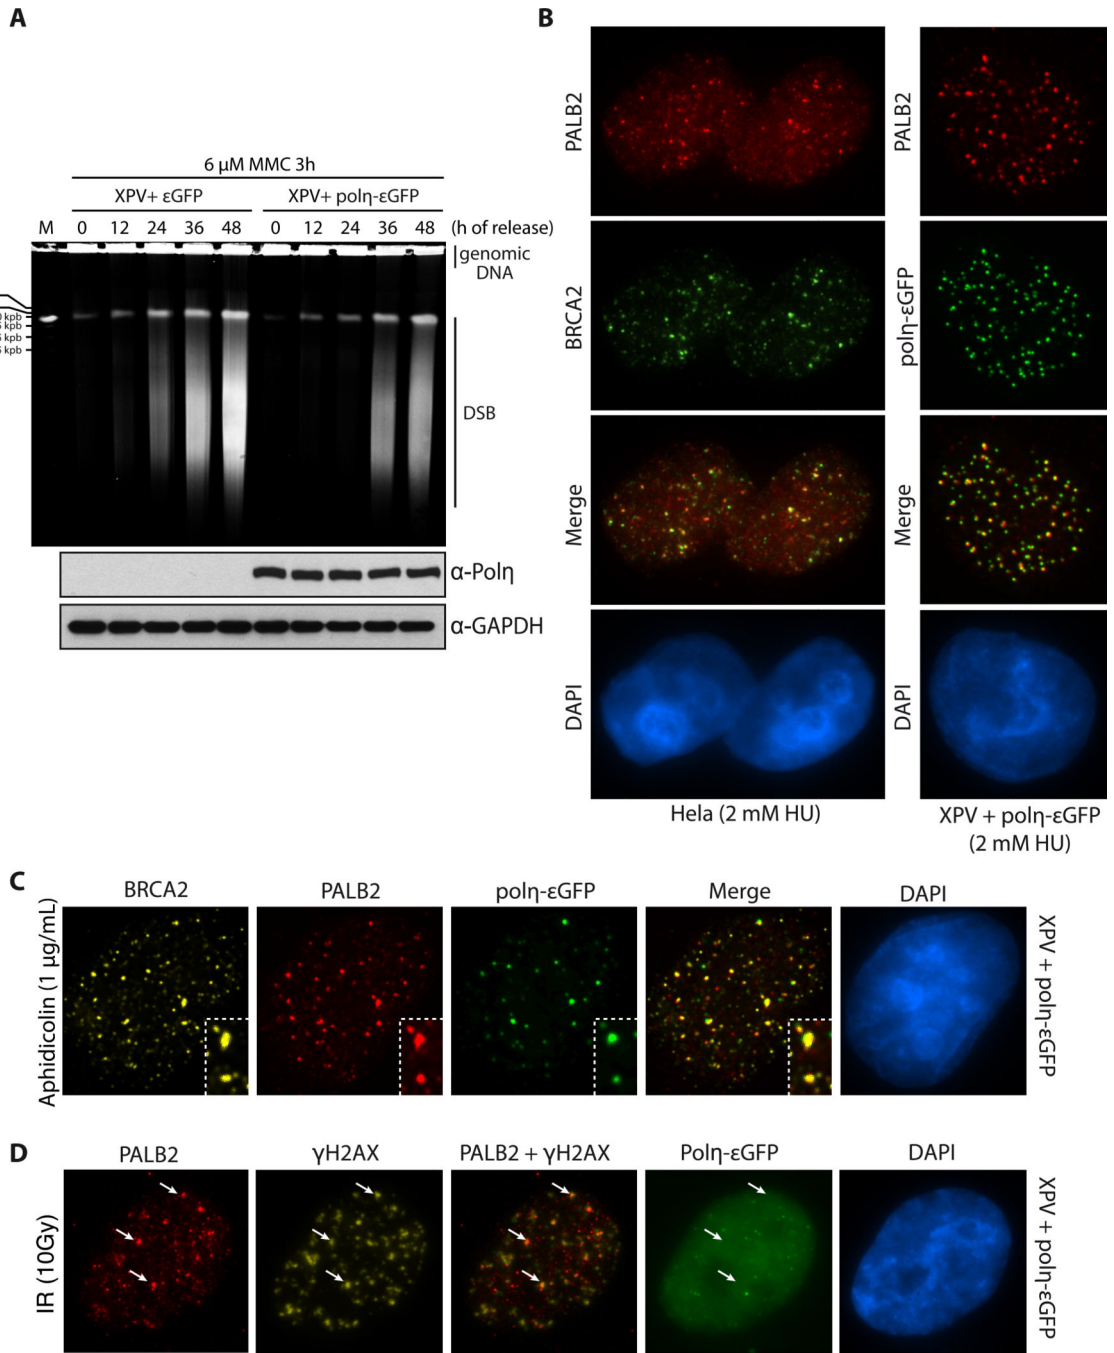 A
6 µM MMC 3h
XPV+ εGFP
XPV+ polη-εGFP
M 0 12 24 36 48 0 12 24 36 48 (h of release)
genomic
DNA
kpb
kpb
kpb
kpb
DSB
α-Polη
α-GAPDH
B
PALB2
BRCA2
Merge
DAPI
Hela (2 mM HU)
PALB2
polη-εGFP
Merge
DAPI
XPV + polη-εGFP
(2 mM HU)
C
BRCA2
PALB2
polη-εGFP
Merge
DAPI
Aphidicolin (1 µg/mL)
XPV + polη-εGFP
D
PALB2
γH2AX
PALB2 + γH2AX
Polη-εGFP
DAPI
IR (10Gy)
XPV + polη-εGFP